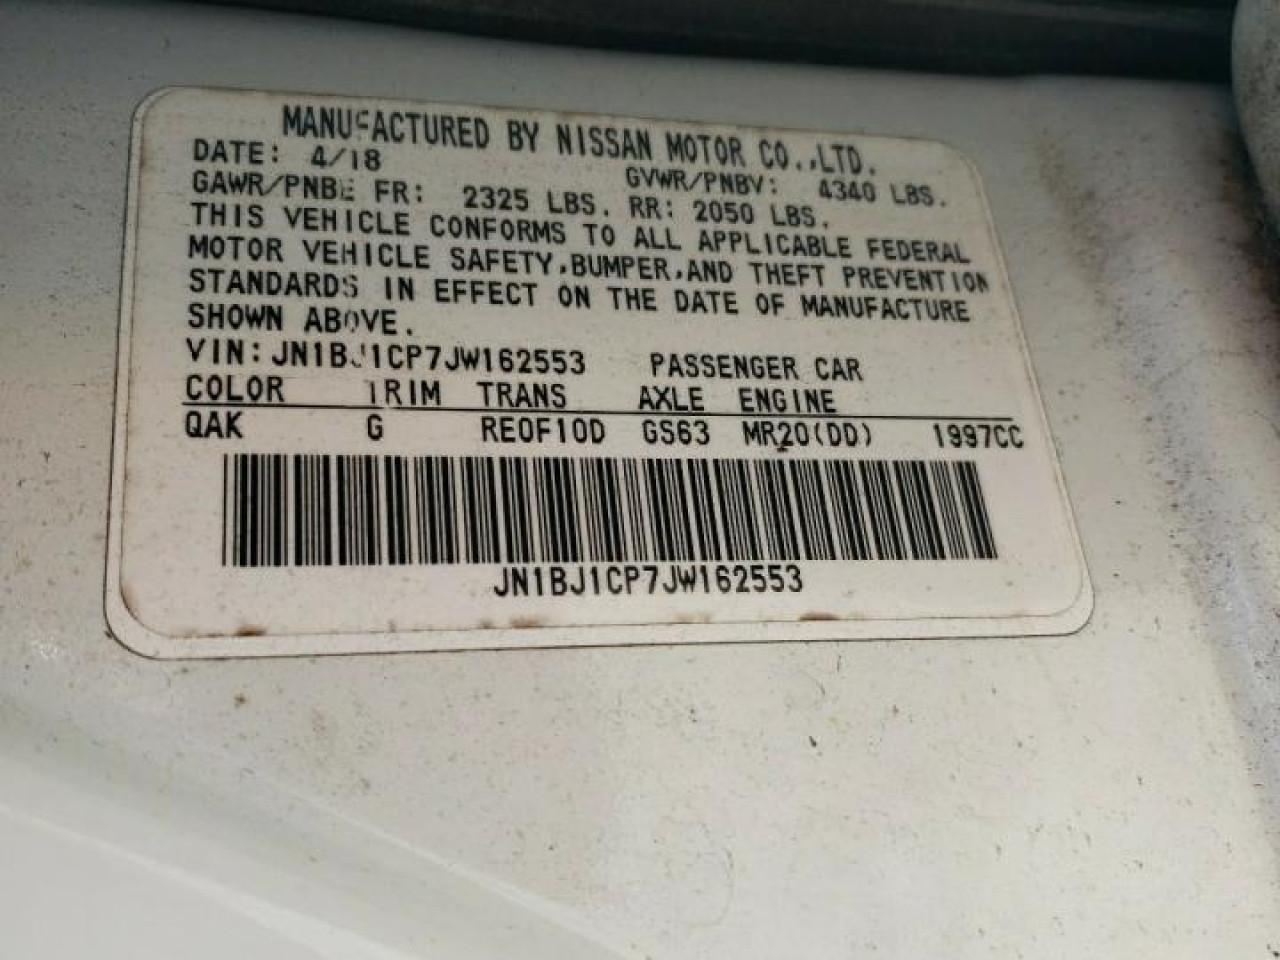 MANUFACTURED BY NISSAN MOTOR CO.,LTD.
DATE: 4/18 GVWR/PNBV: 4340 LBS.
GAWR/PNBE FR: 2325 LBS. RR: 2050 LBS.
THIS VEHICLE CONFORMS TO ALL APPLICABLE FEDERAL
MOTOR VEHICLE SAFETY,BUMPER,AND THEFT PREVENTION
STANDARDS IN EFFECT ON THE DATE OF MANUFACTURE
SHOWN ABOVE.
VIN:JN1BJ1CP7JW162553 PASSENGER CAR
COLOR TRIM TRANS AXLE ENGINE
QAK G RE0F10D GS63 MR20(DD) 1997CC
JN1BJ1CP7JW162553